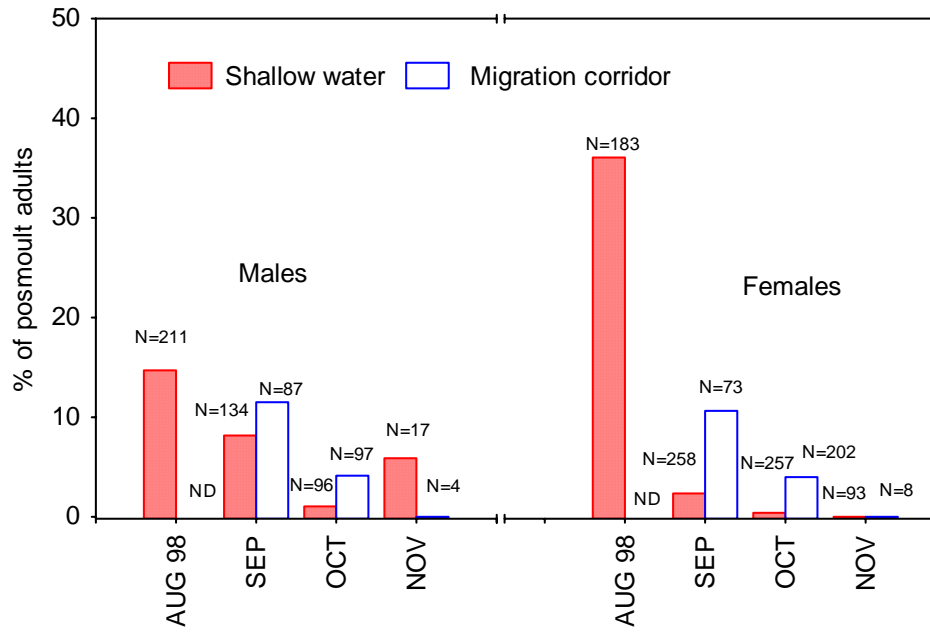 50
40
30
20
10
0
% of posmoult adults
Shallow water
Migration corridor
Males
Females
N=211
ND
N=134
N=87
N=96
N=97
N=17
N=4
N=183
ND
N=258
N=73
N=257
N=202
N=93
N=8
AUG 98
SEP
OCT
NOV
AUG 98
SEP
OCT
NOV